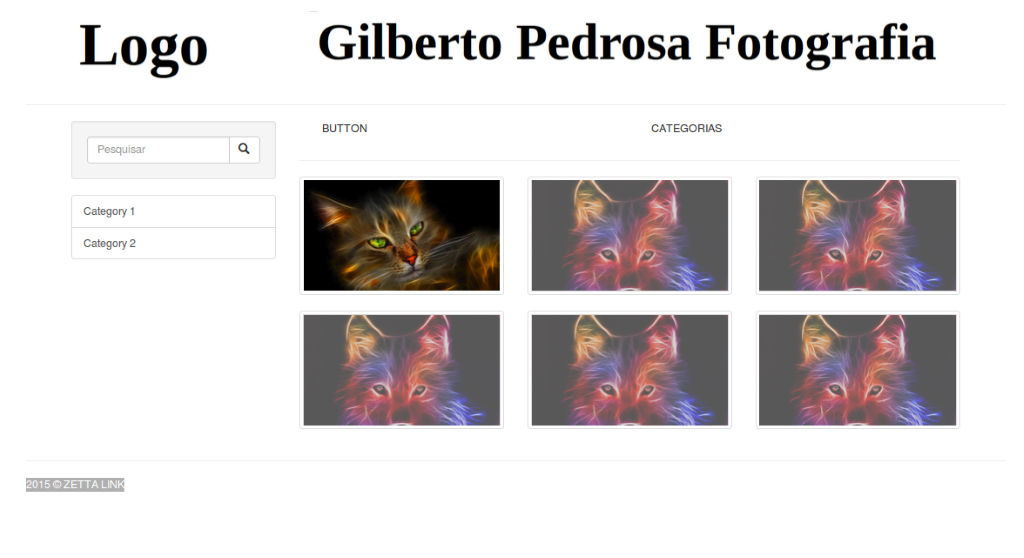 Logo
Gilberto Pedrosa Fotografia
BUTTON
CATEGORIAS
Pesquisar
Category 1
Category 2
2015 © ZETTA LINK